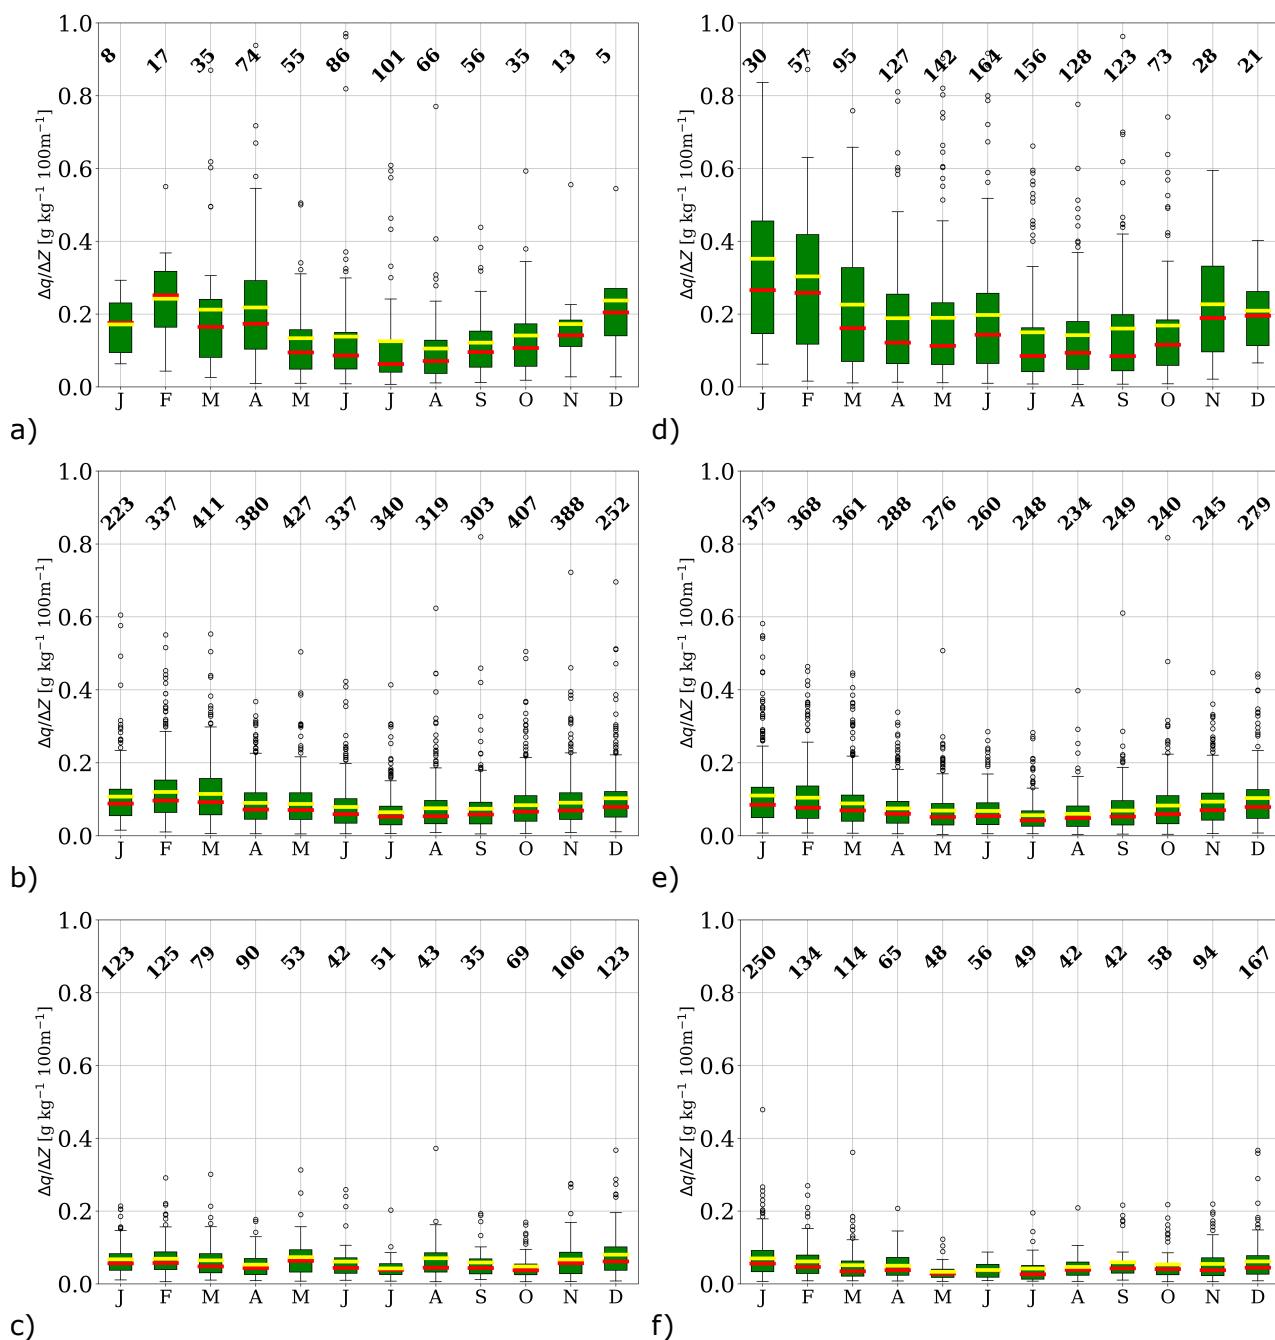 1.0
8 17 35 74 55 86 101 66 56 35 13 5
0.8
0.6
0.4
0.2
0.0
Δq/ΔZ [g kg⁻¹ 100m⁻¹]
J F M A M J J A S O N D
a)
1.0
30 57 95 127 142 164 156 128 123 73 28 21
0.8
0.6
0.4
0.2
0.0
Δq/ΔZ [g kg⁻¹ 100m⁻¹]
J F M A M J J A S O N D
d)
1.0
223 337 411 380 427 337 340 319 303 407 388 252
0.8
0.6
0.4
0.2
0.0
Δq/ΔZ [g kg⁻¹ 100m⁻¹]
J F M A M J J A S O N D
b)
1.0
375 368 361 288 276 260 248 234 249 240 245 279
0.8
0.6
0.4
0.2
0.0
Δq/ΔZ [g kg⁻¹ 100m⁻¹]
J F M A M J J A S O N D
e)
1.0
123 125 79 90 53 42 51 43 35 69 106 123
0.8
0.6
0.4
0.2
0.0
Δq/ΔZ [g kg⁻¹ 100m⁻¹]
J F M A M J J A S O N D
c)
1.0
250 134 114 65 48 56 49 42 42 58 94 167
0.8
0.6
0.4
0.2
0.0
Δq/ΔZ [g kg⁻¹ 100m⁻¹]
J F M A M J J A S O N D
f)